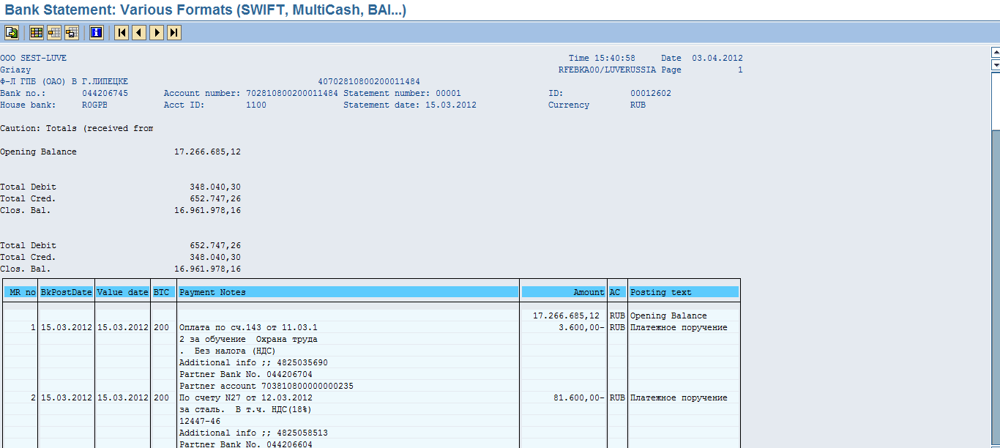 Bank Statement: Various Formats (SWIFT, MultiCash, BAI...)
ООО SEST-LUVE Time 15:40:58 Date 03.04.2012
Griazy RFEBKA00/LUVERUSSIA Page 1
Ф-Л ГПБ (ОАО) В Г.ЛИПЕЦКЕ 40702810800200011484
Bank no.: 044206745 Account number: 702810800200011484 Statement number: 00001 ID: 00012602
House bank: R0GPB Acct ID: 1100 Statement date: 15.03.2012 Currency RUB
Caution: Totals (received from
Opening Balance 17.266.685,12
Total Debit 348.040,30
Total Cred. 652.747,26
Clos. Bal. 16.961.978,16
Total Debit 652.747,26
Total Cred. 348.040,30
Clos. Bal. 16.961.978,16
MR no BkPostDate Value date BTC Payment Notes Amount AC Posting text
17.266.685,12 RUB Opening Balance
1 15.03.2012 15.03.2012 200 Оплата по сч.143 от 11.03.1 3.600,00- RUB Платежное поручение
2 за обучение Охрана труда
. Без налога (НДС)
Additional info ;; 4825035690
Partner Bank No. 044206704
Partner account 703810800000000235
2 15.03.2012 15.03.2012 200 По счету N27 от 12.03.2012 81.600,00- RUB Платежное поручение
за сталь. В т.ч. НДС(18%)
12447-46
Additional info ;; 4825058513
Partner Bank No. 044206604